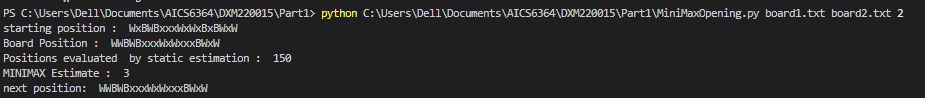 PS C:\Users\Dell\Documents\AICS6364\DXM220015\Part1> python C:\Users\Dell\Documents\AICS6364\DXM220015\Part1\MiniMaxOpening.py board1.txt board2.txt 2
starting position :  WxBWBxxxWxWxBxBWxW
Board Position :  WWBWBxxxWxWxxxBWxW
Positions evaluated  by static estimation :  150
MINIMAX Estimate :  3
next position:  WWBWBxxxWxWxxxBWxW